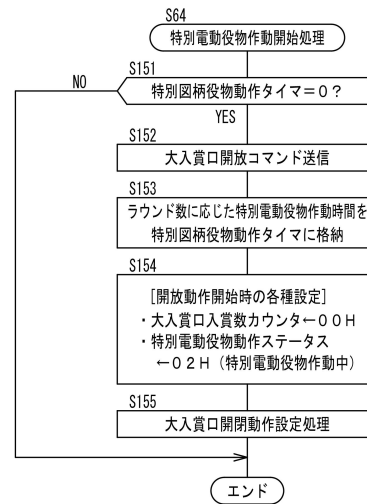 S64
特別電動役物作動開始処理
S151
NO
特別図柄役物動作タイマ=0?
YES
S152
大入賞口開放コマンド送信
S153
ラウンド数に応じた特別電動役物作動時間を
特別図柄役物動作タイマに格納
S154
[開放動作開始時の各種設定]
・大入賞口入賞数カウンタ←00H
・特別電動役物動作ステータス
←02H(特別電動役物作動中)
S155
大入賞口開閉動作設定処理
エンド